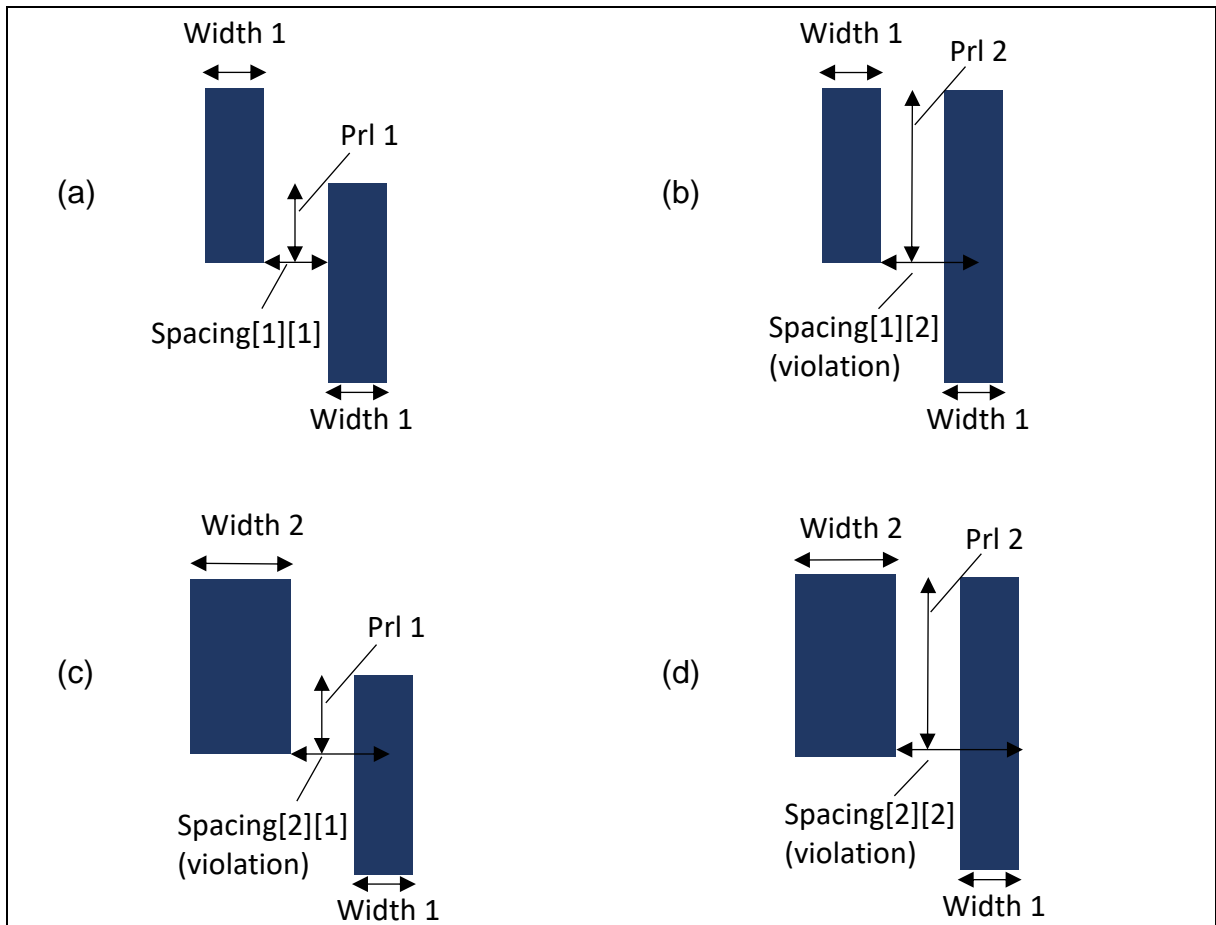 (a)
Width 1
Prl 1
Spacing[1][1]
Width 1
(b)
Width 1
Prl 2
Spacing[1][2]
(violation)
Width 1
(c)
Width 2
Prl 1
Spacing[2][1]
(violation)
Width 1
(d)
Width 2
Prl 2
Spacing[2][2]
(violation)
Width 1